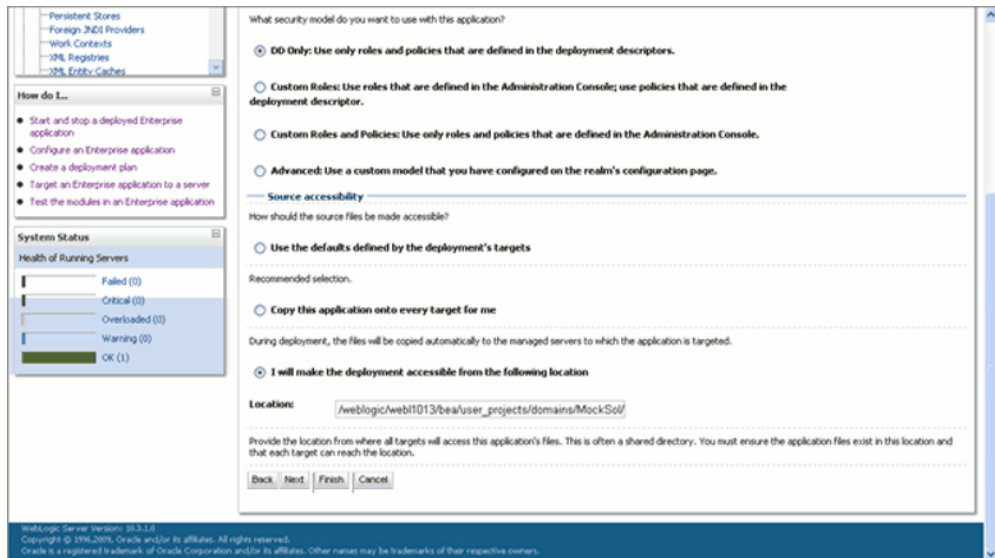 Persistent Stores
Foreign JNDI Providers
Work Contexts
XML Registries
XML Entity Caches
How do I...
Start and stop a deployed Enterprise
application
Configure an Enterprise application
Create a deployment plan
Target an Enterprise application to a server
Test the modules in an Enterprise application
System Status
Health of Running Servers
Failed (0)
Critical (0)
Overloaded (0)
Warning (0)
OK (1)
What security model do you want to use with this application?
DD Only: Use only roles and policies that are defined in the deployment descriptors.
Custom Roles: Use roles that are defined in the Administration Console; use policies that are defined in the
deployment descriptor.
Custom Roles and Policies: Use only roles and policies that are defined in the Administration Console.
Advanced: Use a custom model that you have configured on the realm's configuration page.
Source accessibility
How should the source files be made accessible?
Use the defaults defined by the deployment's targets
Recommended selection.
Copy this application onto every target for me
During deployment, the files will be copied automatically to the managed servers to which the application is targeted.
I will make the deployment accessible from the following location
Location: /weblogic/webl1013/bea/user_projects/domains/MockSol/
Provide the location from where all targets will access this application's files. This is often a shared directory. You must ensure the application files exist in this location and
that each target can reach the location.
Back Next Finish Cancel
WebLogic Server Version: 10.3.1.0
Copyright © 1996,2009, Oracle and/or its affiliates. All rights reserved.
Oracle is a registered trademark of Oracle Corporation and/or its affiliates. Other names may be trademarks of their respective owners.